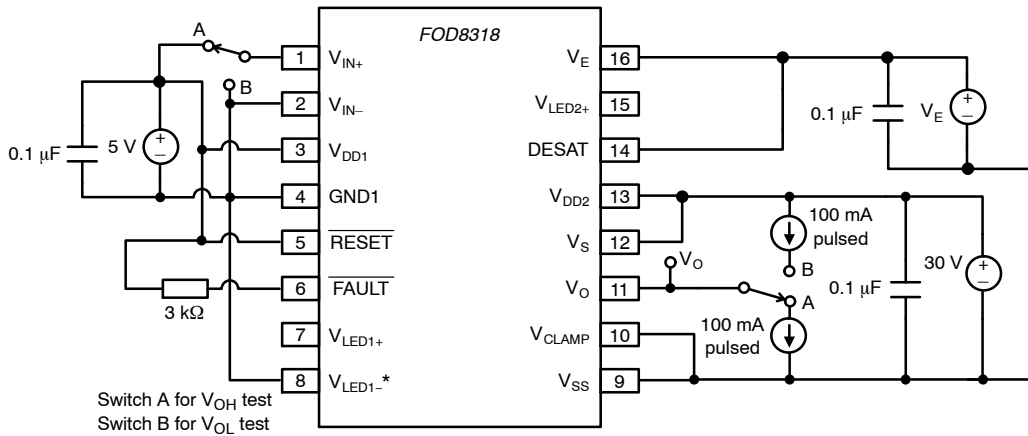 FOD8318
A
1
V_IN+
B
2
V_IN–
0.1 μF
5 V
+
–
3
V_DD1
4
GND1
5
RESET
6
FAULT
3 kΩ
7
V_LED1+
8
V_LED1–*
Switch A for V_OH test
Switch B for V_OL test
V_E
16
V_LED2+
15
DESAT
14
0.1 μF
V_E
+
–
V_DD2
13
V_S
12
100 mA
pulsed
B
V_O
V_O
11
A
0.1 μF
30 V
+
–
V_CLAMP
10
100 mA
pulsed
V_SS
9